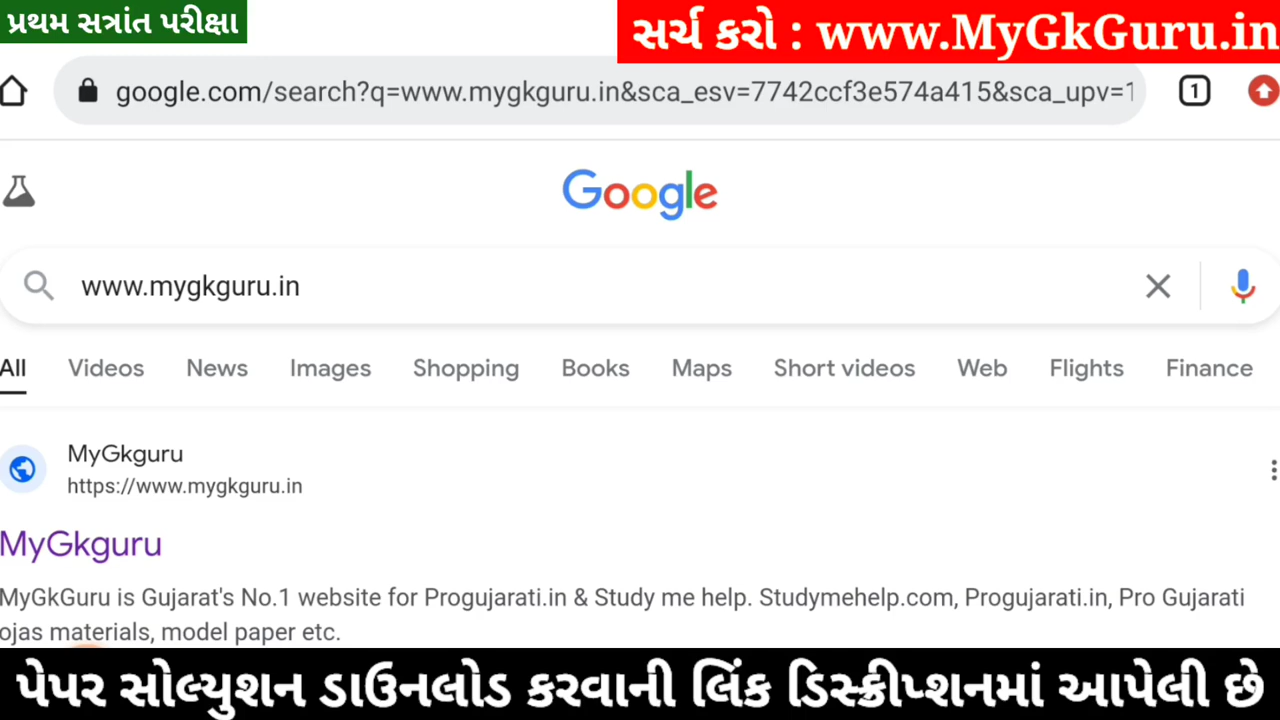 પ્રથમ સત્રાંત પરીક્ષા
સર્ચ કરો : www.MyGkGuru.in
google.com/search?q=www.mygkguru.in&sca_esv=7742ccf3e574a415&sca_upv=1
1
Google
www.mygkguru.in
All Videos News Images Shopping Books Maps Short videos Web Flights Finance
MyGkguru
https://www.mygkguru.in
MyGkguru
MyGkGuru is Gujarat's No.1 website for Progujarati.in & Study me help. Studymehelp.com, Progujarati.in, Pro Gujarati
ojas materials, model paper etc.
પેપર સોલ્યુશન ડાઉનલોડ કરવાની લિંક ડિસ્ક્રીપ્શનમાં આપેલી છે